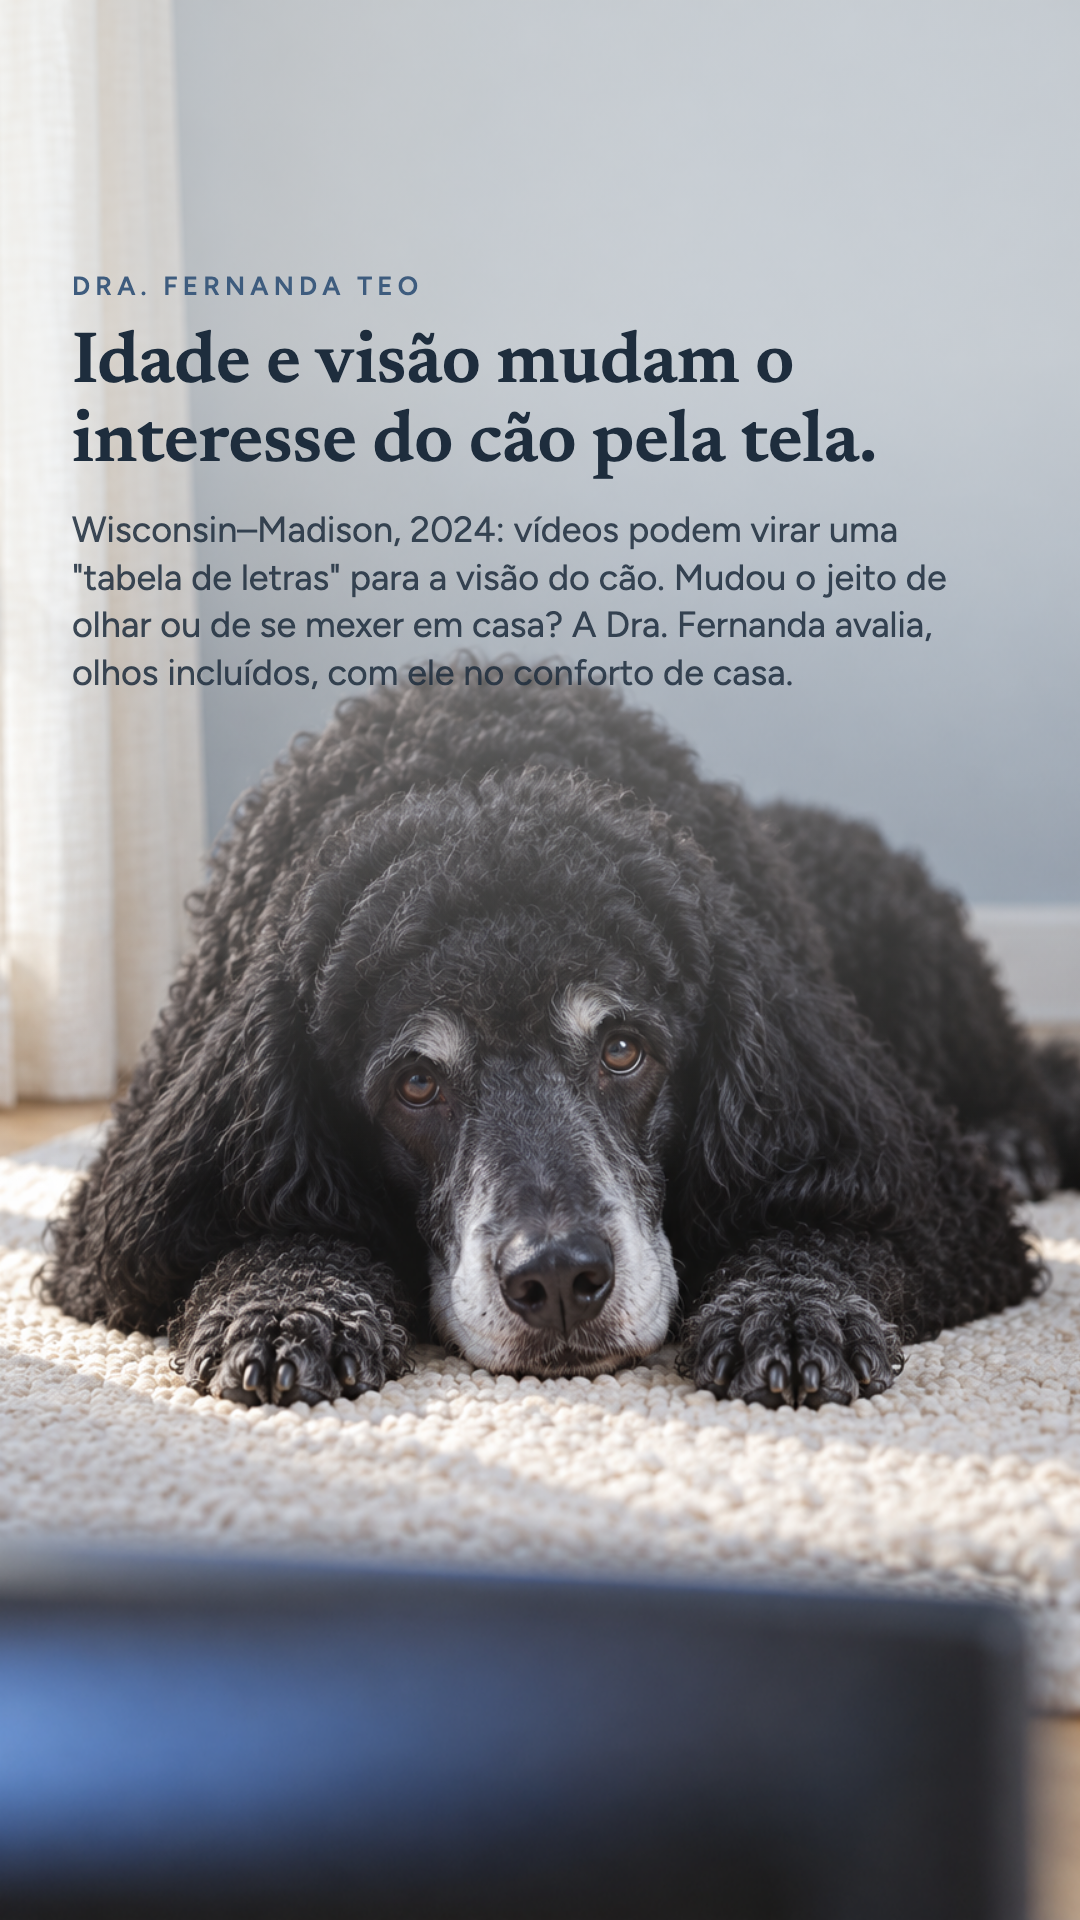 DRA. FERNANDA TEO
Idade e visão mudam o
interesse do cão pela tela.
Wisconsin–Madison, 2024: vídeos podem virar uma
"tabela de letras" para a visão do cão. Mudou o jeito de
olhar ou de se mexer em casa? A Dra. Fernanda avalia,
olhos incluídos, com ele no conforto de casa.